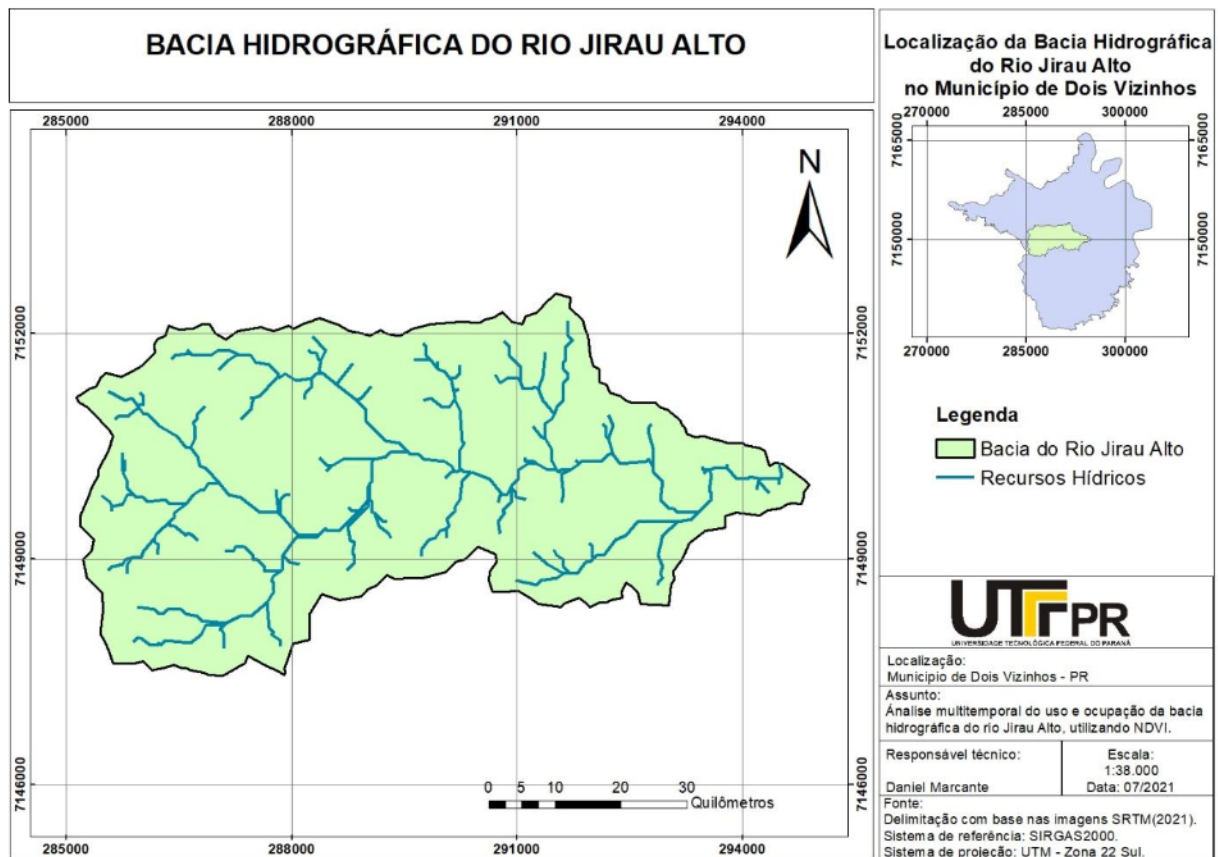 BACIA HIDROGRÁFICA DO RIO JIRAU ALTO
285000 288000 291000 294000
7152000 7152000
7149000 7149000
7146000 7146000
285000 288000 291000 294000
N
0 5 10 20 30
Quilômetros
Localização da Bacia Hidrográfica
do Rio Jirau Alto
no Município de Dois Vizinhos
270000 285000 300000
7165000 7165000
7150000 7150000
270000 285000 300000
Legenda
Bacia do Rio Jirau Alto
Recursos Hídricos
UTFPR
UNIVERSIDADE TECNOLÓGICA FEDERAL DO PARANÁ
Localização:
Municipio de Dois Vizinhos - PR
Assunto:
Ánalise multitemporal do uso e ocupação da bacia
hidrográfica do rio Jirau Alto, utilizando NDVI.
Responsável técnico:
Daniel Marcante
Escala:
1:38.000
Data: 07/2021
Fonte:
Delimitação com base nas imagens SRTM(2021).
Sistema de referência: SIRGAS2000.
Sistema de projeção: UTM - Zona 22 Sul.